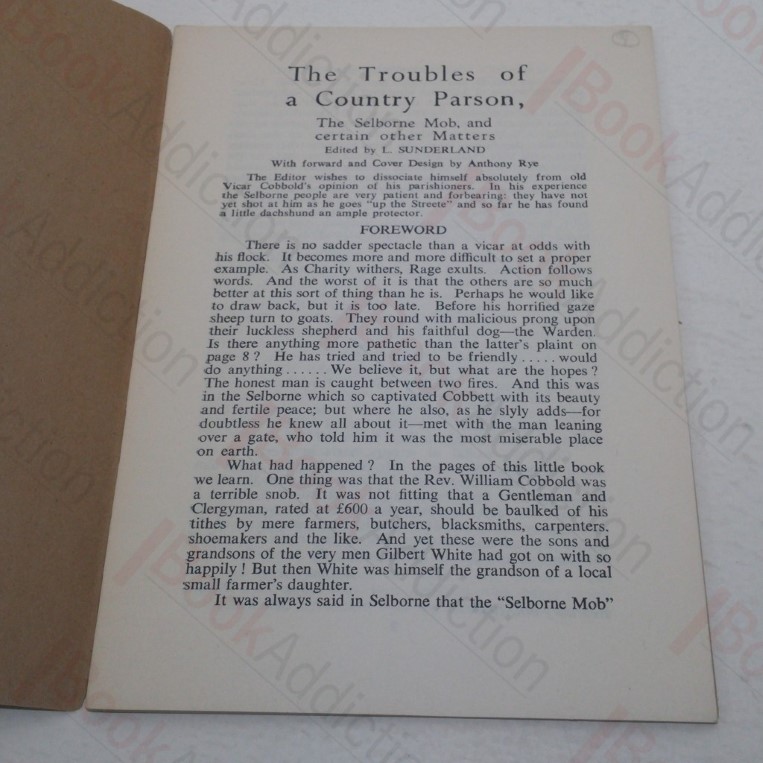 The Troubles of
a Country Parson,
The Selborne Mob, and
certain other Matters
Edited by L. SUNDERLAND
With forward and Cover Design by Anthony Rye
The Editor wishes to dissociate himself absolutely from old
Vicar Cobbold's opinion of his parishioners. In his experience
the Selborne people are very patient and forbearing: they have not
yet shot at him as he goes "up the Streete" and so far he has found
a little dachshund an ample protector.
FOREWORD
There is no sadder spectacle than a vicar at odds with
his flock. It becomes more and more difficult to set a proper
example. As Charity withers, Rage exults. Action follows
words. And the worst of it is that the others are so much
better at this sort of thing than he is. Perhaps he would like
to draw back, but it is too late. Before his horrified gaze
sheep turn to goats. They round with malicious prong upon
their luckless shepherd and his faithful dog—the Warden.
Is there anything more pathetic than the latter's plaint on
page 8 ? He has tried and tried to be friendly . . . . . would
do anything . . . . . . We believe it, but what are the hopes ?
The honest man is caught between two fires. And this was
in the Selborne which so captivated Cobbett with its beauty
and fertile peace; but where he also, as he slyly adds—for
doubtless he knew all about it—met with the man leaning
over a gate, who told him it was the most miserable place
on earth.
What had happened ? In the pages of this little book
we learn. One thing was that the Rev. William Cobbold was
a terrible snob. It was not fitting that a Gentleman and
Clergyman, rated at £600 a year, should be baulked of his
tithes by mere farmers, butchers, blacksmiths, carpenters.
shoemakers and the like. And yet these were the sons and
grandsons of the very men Gilbert White had got on with so
happily ! But then White was himself the grandson of a local
small farmer's daughter.
It was always said in Selborne that the "Selborne Mob"
BookAddiction